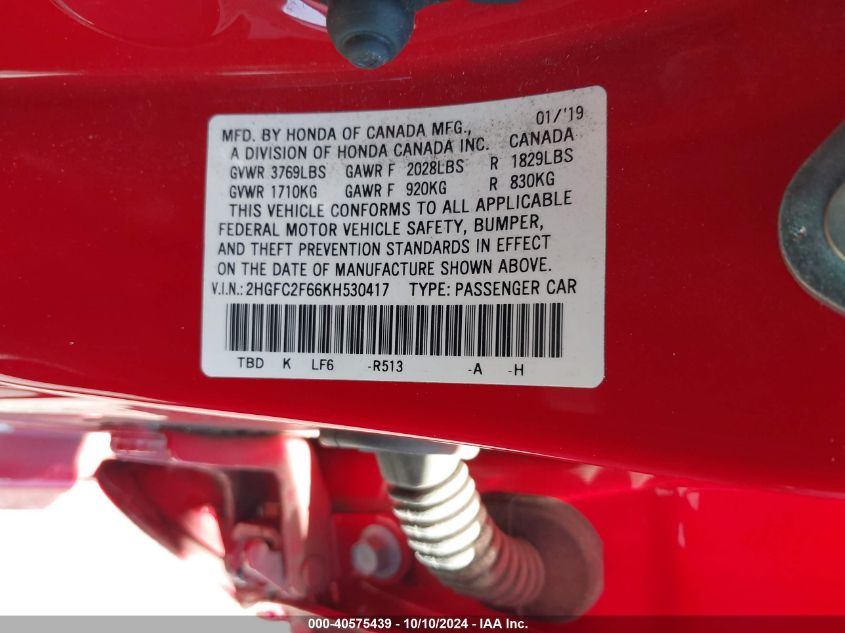 01/'19
MFD. BY HONDA OF CANADA MFG.,
A DIVISION OF HONDA CANADA INC. CANADA
GVWR 3769LBS GAWR F 2028LBS R 1829LBS
GVWR 1710KG GAWR F 920KG R 830KG
THIS VEHICLE CONFORMS TO ALL APPLICABLE
FEDERAL MOTOR VEHICLE SAFETY, BUMPER,
AND THEFT PREVENTION STANDARDS IN EFFECT
ON THE DATE OF MANUFACTURE SHOWN ABOVE.
V.I.N.: 2HGFC2F66KH530417 TYPE: PASSENGER CAR
TBD K LF6 -R513 -A -H
000-40575439 - 10/10/2024 - IAA Inc.